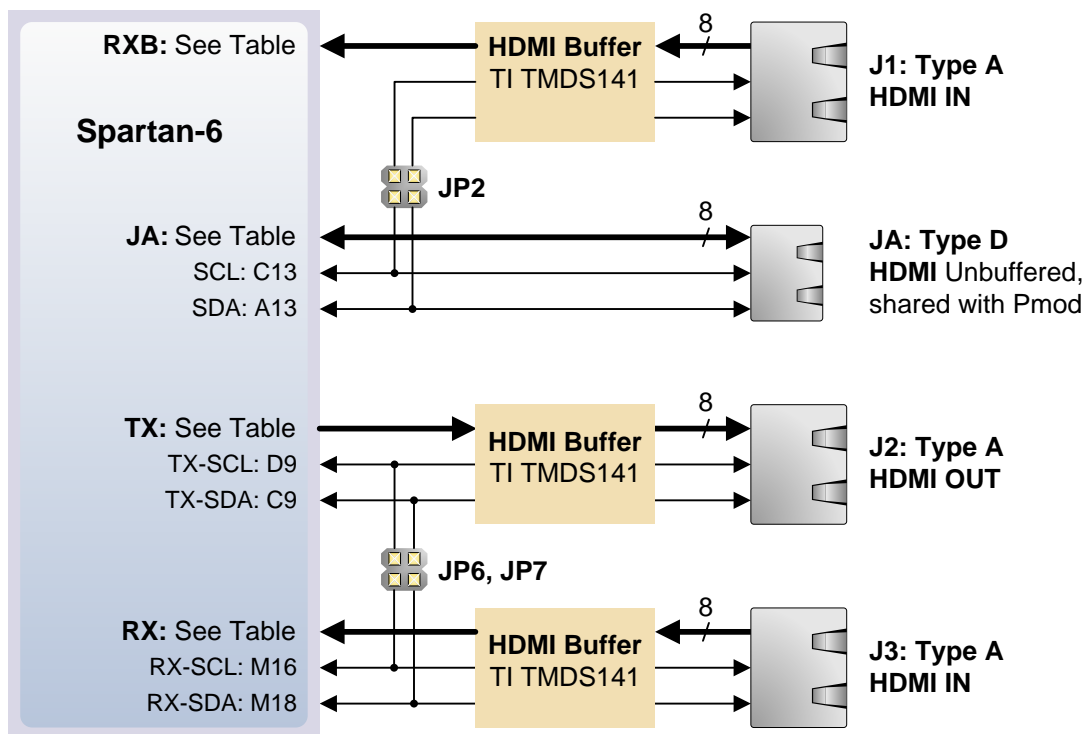 RXB: See Table
HDMI Buffer
TI TMDS141
8
J1: Type A
HDMI IN
Spartan-6
JP2
JA: See Table
SCL: C13
SDA: A13
8
JA: Type D
HDMI Unbuffered,
shared with Pmod
TX: See Table
TX-SCL: D9
TX-SDA: C9
HDMI Buffer
TI TMDS141
8
J2: Type A
HDMI OUT
JP6, JP7
RX: See Table
RX-SCL: M16
RX-SDA: M18
HDMI Buffer
TI TMDS141
8
J3: Type A
HDMI IN